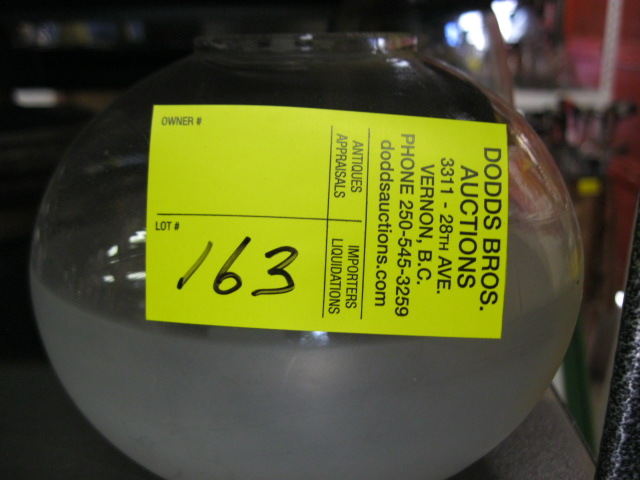 DODDS BROS.
AUCTIONS
3311 - 28TH AVE.
VERNON, B.C.
PHONE 250-545-3259
doddsauctions.com
ANTIQUES
APPRAISALS
IMPORTERS
LIQUIDATIONS
OWNER #
LOT #
163